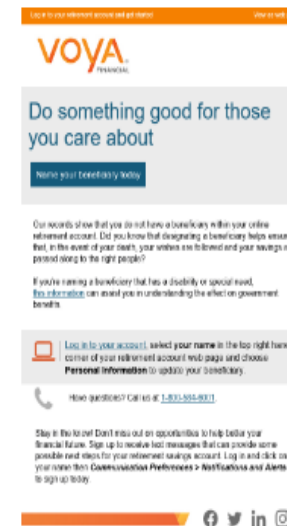 Log in to your retirement account and get started
View on web
VOYA
FINANCIAL
Do something good for those
you care about
Name your beneficiary today
Our records show that you do not have a beneficiary within your online
retirement account. Did you know that designating a beneficiary helps ensure
that, in the event of your death, your wishes are followed and your savings
passed along to the right people?
If you're naming a beneficiary that has a disability or special need,
this information can assist you in understanding the effect on government
benefits.
Log in to your account, select your name in the top right hand
corner of your retirement account web page and choose
Personal Information to update your beneficiary.
Have questions? Call us at 1-800-584-6001.
Stay in the know! Don't miss out on opportunities to help better your
financial future. Sign up to receive text messages that can provide some
possible next steps for your retirement savings account. Log in and click on
your name then Communication Preferences > Notifications and Alerts
to sign up today.